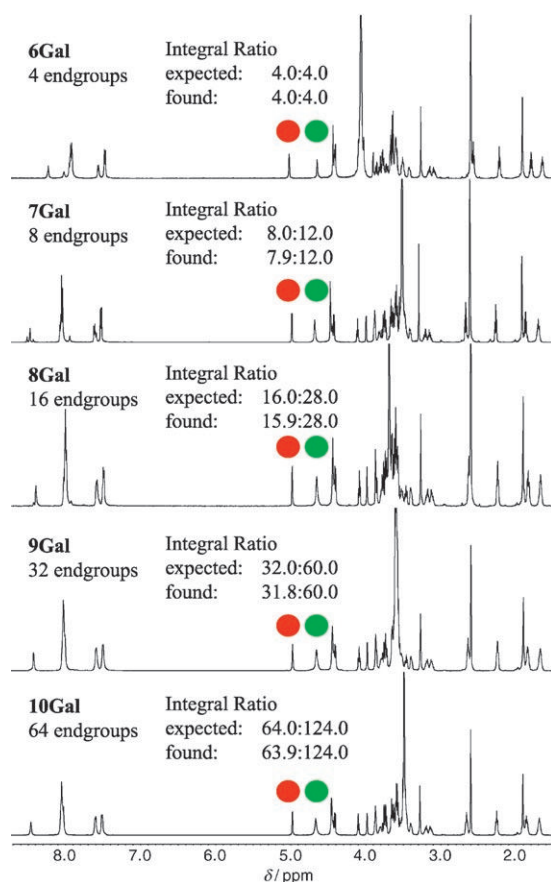 6Gal Integral Ratio
4 endgroups expected: 4.0:4.0
found: 4.0:4.0
7Gal Integral Ratio
8 endgroups expected: 8.0:12.0
found: 7.9:12.0
8Gal Integral Ratio
16 endgroups expected: 16.0:28.0
found: 15.9:28.0
9Gal Integral Ratio
32 endgroups expected: 32.0:60.0
found: 31.8:60.0
10Gal Integral Ratio
64 endgroups expected: 64.0:124.0
found: 63.9:124.0
8.0 7.0 6.0 5.0 4.0 3.0 2.0
δ/ ppm